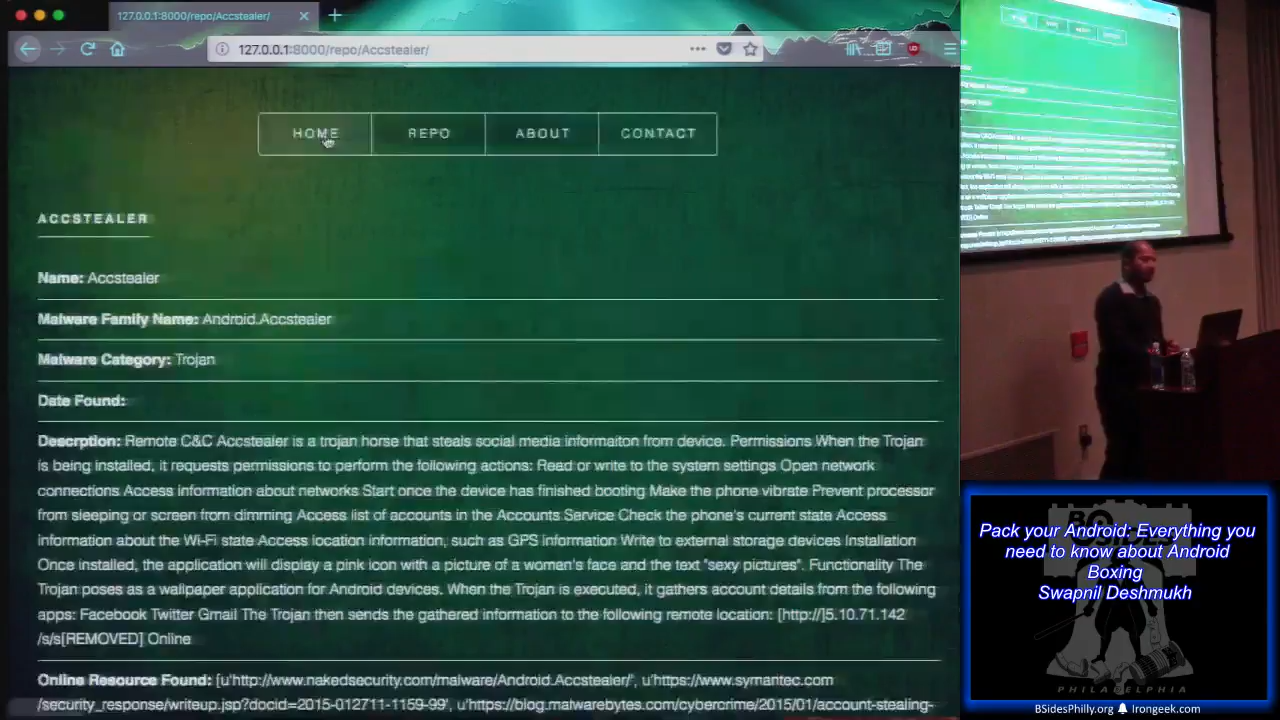 127.0.0.1:8000/repo/Accstealer/
127.0.0.1:8000/repo/Accstealer/
HOME
REPO
ABOUT
CONTACT
ACCSTEALER
Name: Accstealer
Malware Family Name: Android.Accstealer
Malware Category: Trojan
Date Found:
Descrption: Remote C&C Accstealer is a trojan horse that steals social media informaiton from device. Permissions When the Trojan
is being installed, it requests permissions to perform the following actions: Read or write to the system settings Open network
connections Access information about networks Start once the device has finished booting Make the phone vibrate Prevent processor
from sleeping or screen from dimming Access list of accounts in the Accounts Service Check the phone's current state Access
information about the Wi-Fi state Access location information, such as GPS information Write to external storage devices Installation
Once installed, the application will display a pink icon with a picture of a woman's face and the text "sexy pictures". Functionality The
Trojan poses as a wallpaper application for Android devices. When the Trojan is executed, it gathers account details from the following
apps: Facebook Twitter Gmail The Trojan then sends the gathered information to the following remote location: [http://]5.10.71.142
/s/s[REMOVED] Online
Online Resource Found: [u'http://www.nakedsecurity.com/malware/Android.Accstealer/', u'https://www.symantec.com
/security_response/writeup.jsp?docid=2015-012711-1159-99', u'https://blog.malwarebytes.com/cybercrime/2015/01/account-stealing-
Pack your Android: Everything you
need to know about Android
Boxing
Swapnil Deshmukh
PHILADELPHIA
BSidesPhilly.org
Irongeek.com